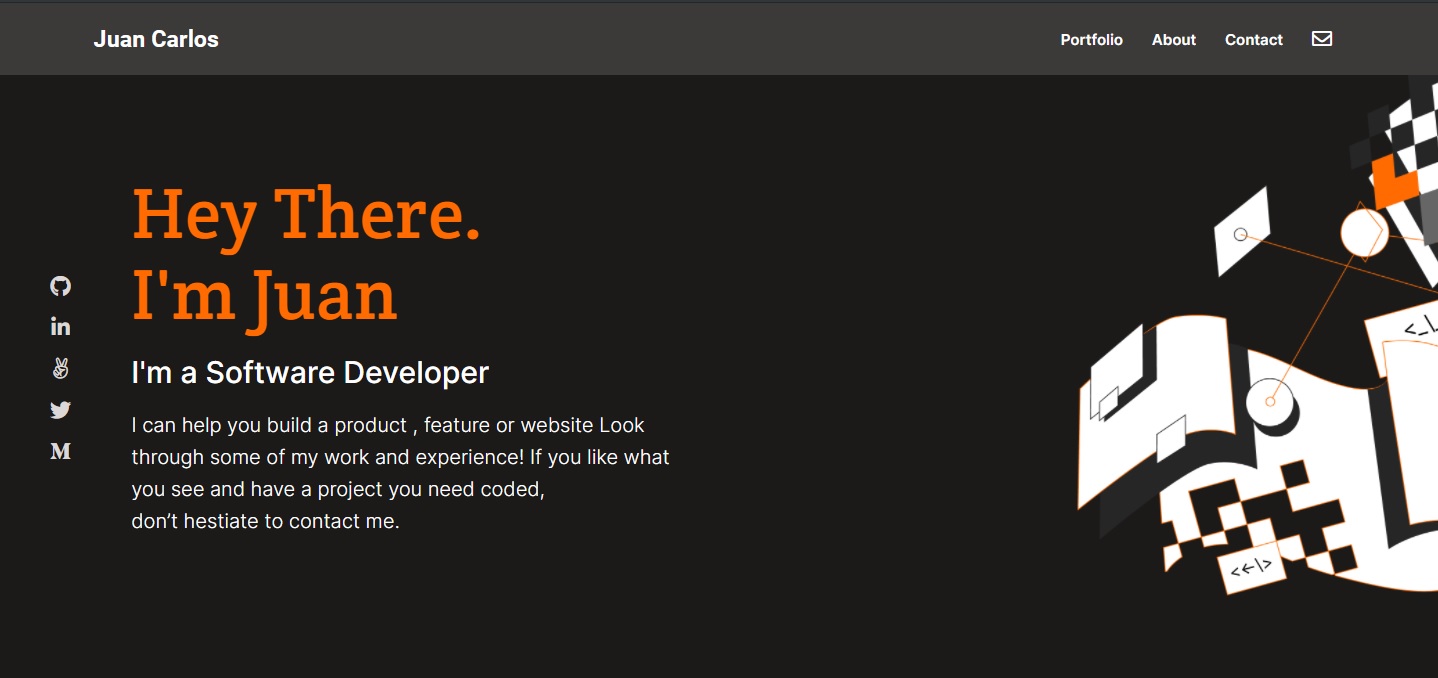 Juan Carlos
Portfolio About Contact
Hey There.
I'm Juan
I'm a Software Developer
I can help you build a product , feature or website Look
through some of my work and experience! If you like what
you see and have a project you need coded,
don’t hestiate to contact me.
M
<←\>